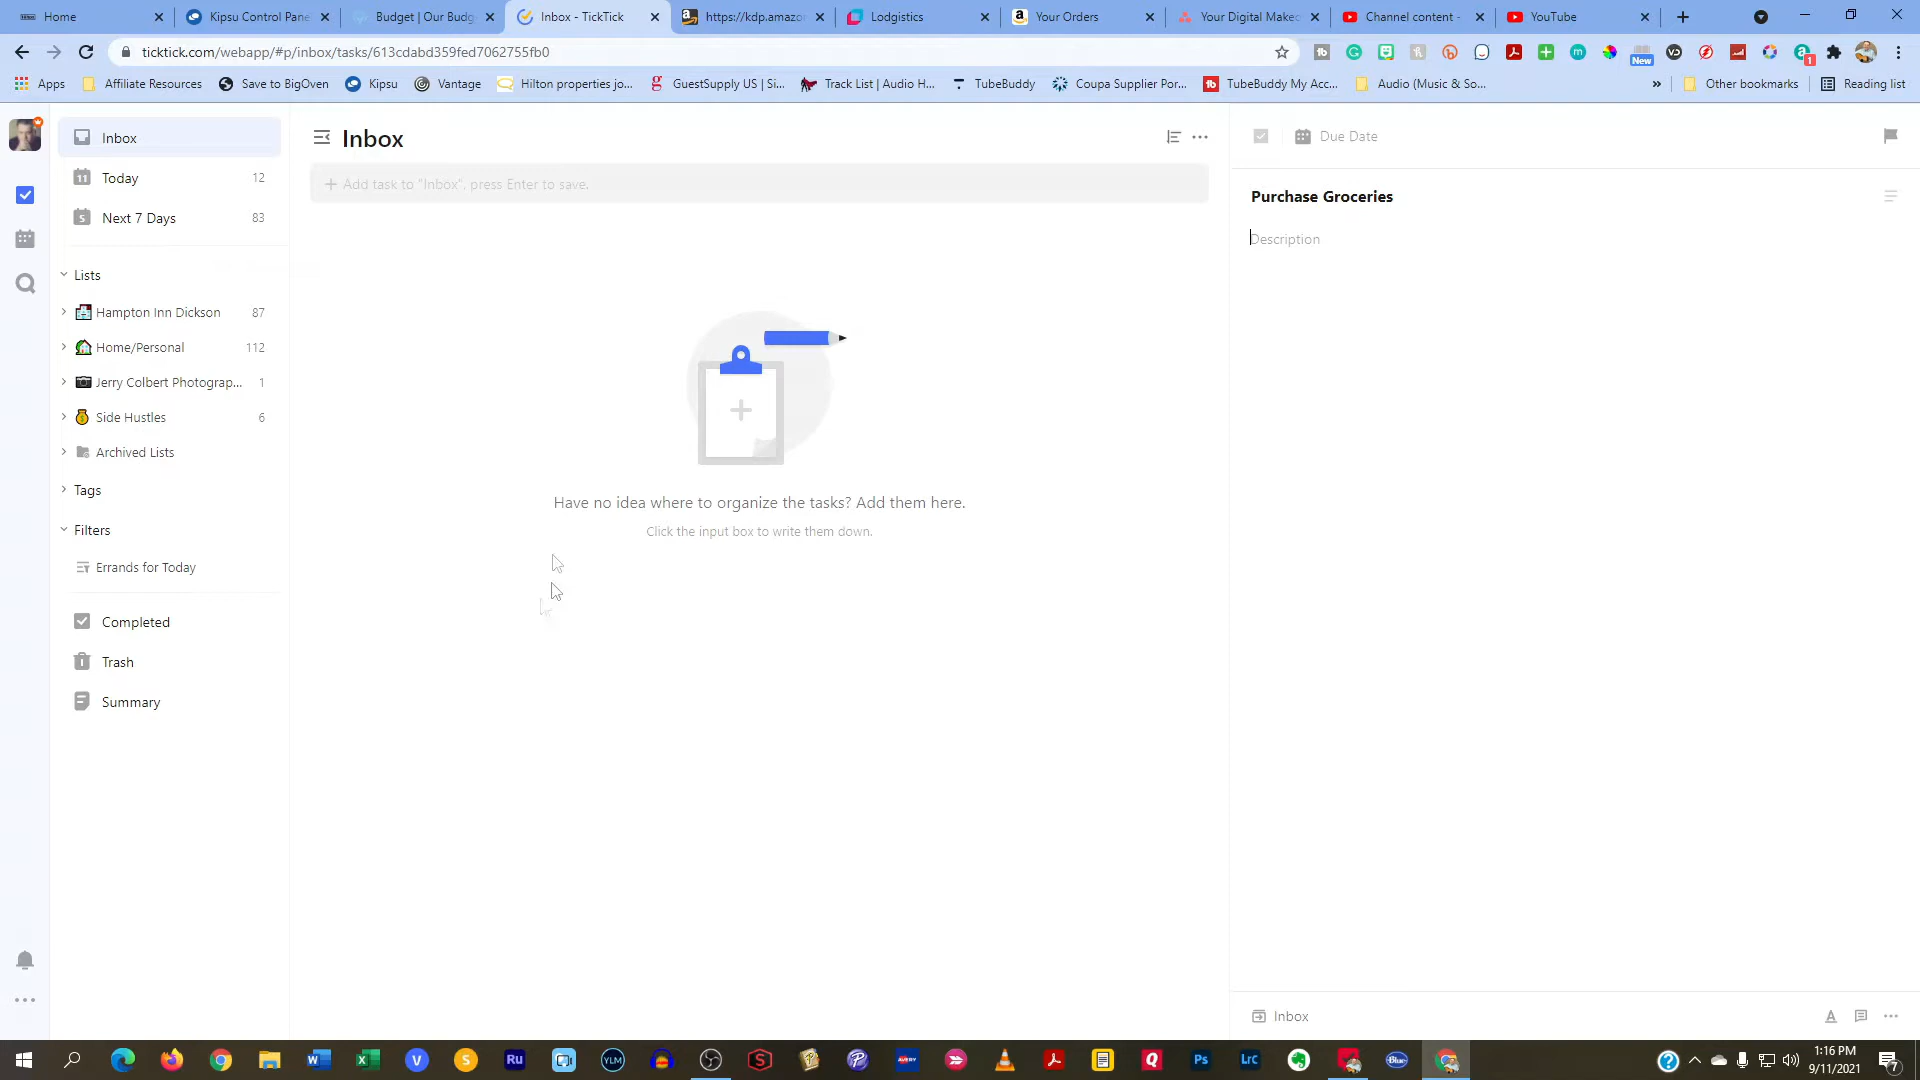 Home
Kipsu Control Pane
Budget | Our Budg
Inbox - TickTick
https://kdp.amazo
Lodgistics
Your Orders
Your Digital Makeo
Channel content -
YouTube
ticktick.com/webapp/#p/inbox/tasks/613cdabd359fed7062755fb0
New
1
Apps
Affiliate Resources
Save to BigOven
Kipsu
Vantage
Hilton properties jo...
GuestSupply US | Si...
Track List | Audio H...
TubeBuddy
Coupa Supplier Por...
TubeBuddy My Acc...
Audio (Music & So...
»
Other bookmarks
Reading list
Inbox
Today 12
Next 7 Days 83
Lists
Hampton Inn Dickson 87
Home/Personal 112
Jerry Colbert Photograp... 1
Side Hustles 6
Archived Lists
Tags
Filters
Errands for Today
Completed
Trash
Summary
Inbox
+ Add task to "Inbox", press Enter to save.
Have no idea where to organize the tasks? Add them here.
Click the input box to write them down.
Due Date
Purchase Groceries
Description
Inbox
1:16 PM
9/11/2021
7